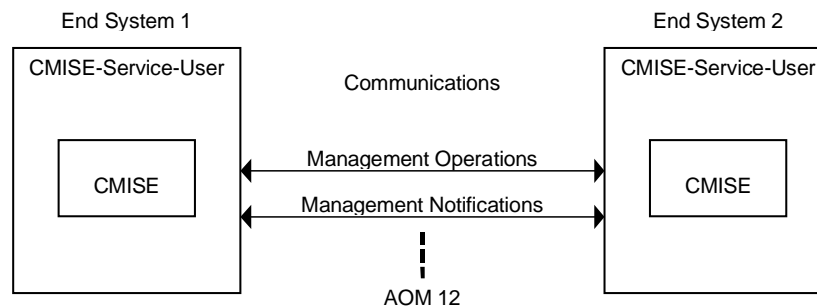 End System 1
End System 2
CMISE-Service-User
CMISE-Service-User
Communications
Management Operations
CMISE
CMISE
Management Notifications
AOM 12